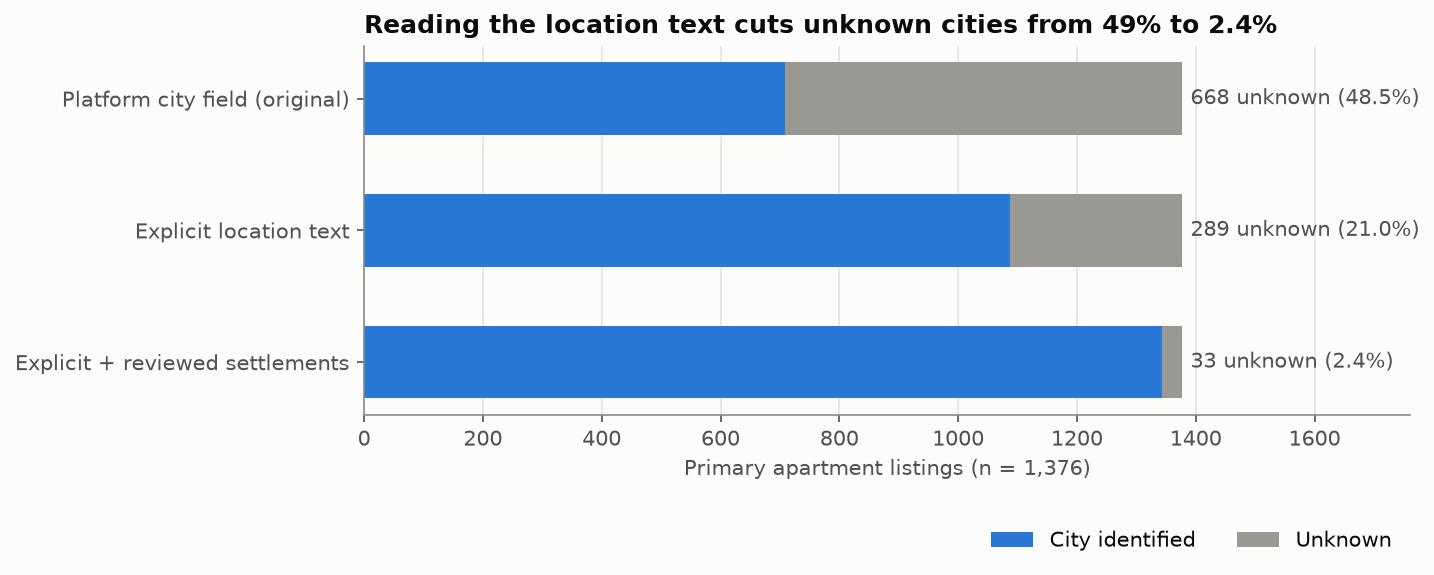 Reading the location text cuts unknown cities from 49% to 2.4%
Platform city field (original)
668 unknown (48.5%)
Explicit location text
289 unknown (21.0%)
Explicit + reviewed settlements
33 unknown (2.4%)
0 200 400 600 800 1000 1200 1400 1600
Primary apartment listings (n = 1,376)
City identified Unknown